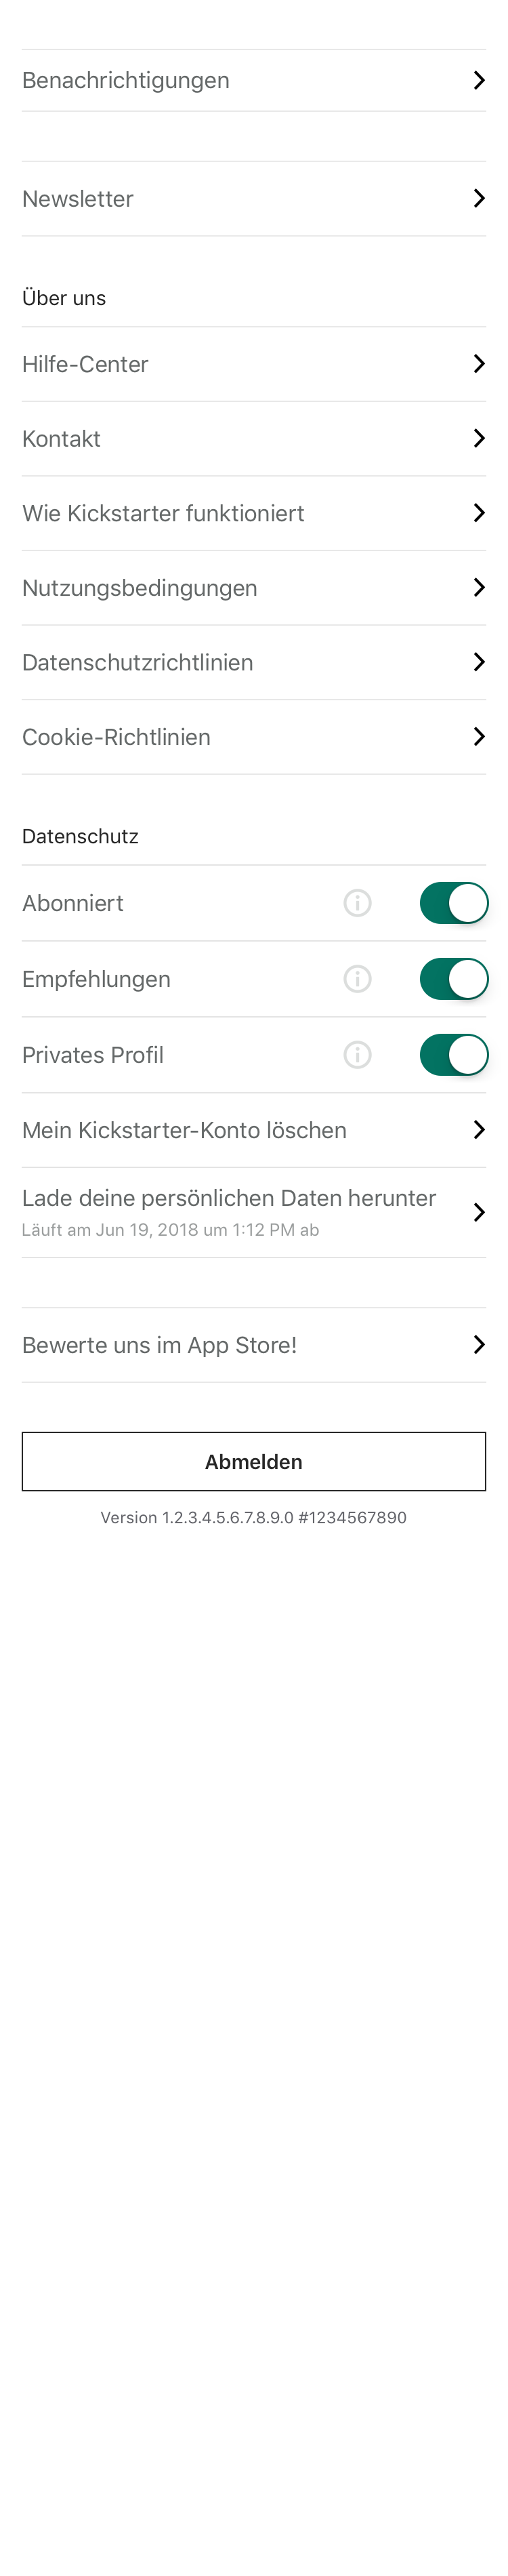 Benachrichtigungen
Newsletter
Über uns
Hilfe-Center
Kontakt
Wie Kickstarter funktioniert
Nutzungsbedingungen
Datenschutzrichtlinien
Cookie-Richtlinien
Datenschutz
Abonniert
Empfehlungen
Privates Profil
Mein Kickstarter-Konto löschen
Lade deine persönlichen Daten herunter
Läuft am Jun 19, 2018 um 1:12 PM ab
Bewerte uns im App Store!
Abmelden
Version 1.2.3.4.5.6.7.8.9.0 #1234567890